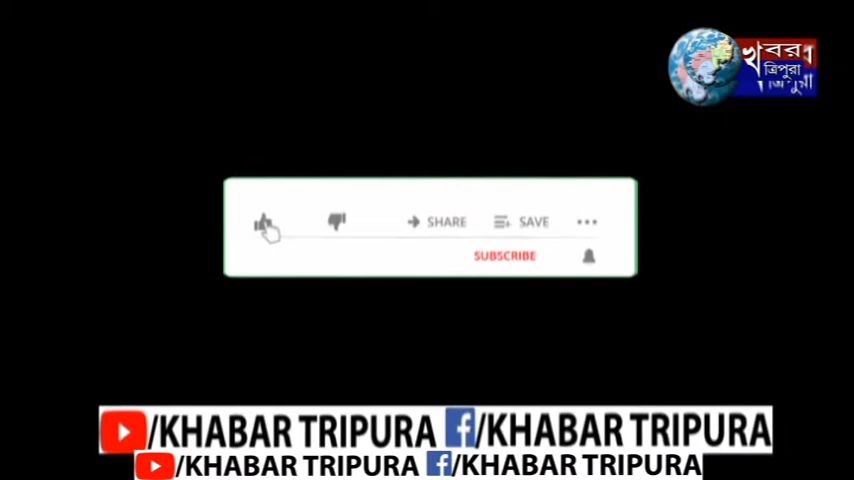 খবর
ত্রিপুরা
SHARE SAVE
SUBSCRIBE
/KHABAR TRIPURA f/KHABAR TRIPURA
/KHABAR TRIPURA f/KHABAR TRIPURA